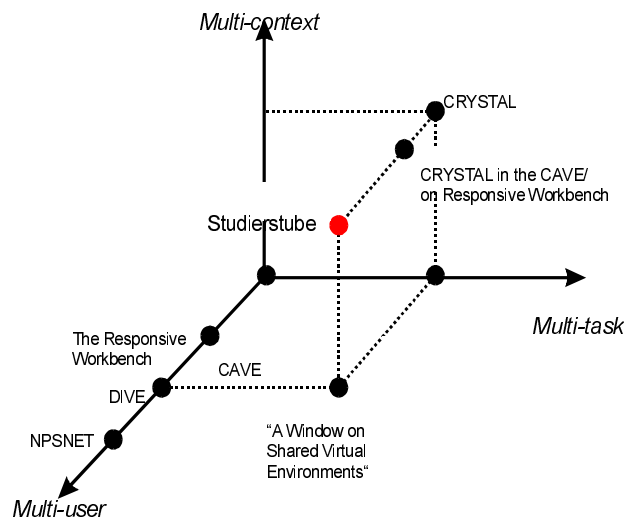 Multi-context
CRYSTAL
CRYSTAL in the CAVE/
on Responsive Workbench
Studierstube
Multi-task
The Responsive
Workbench
CAVE
DIVE
NPSNET
“A Window on
Shared Virtual
Environments“
Multi-user